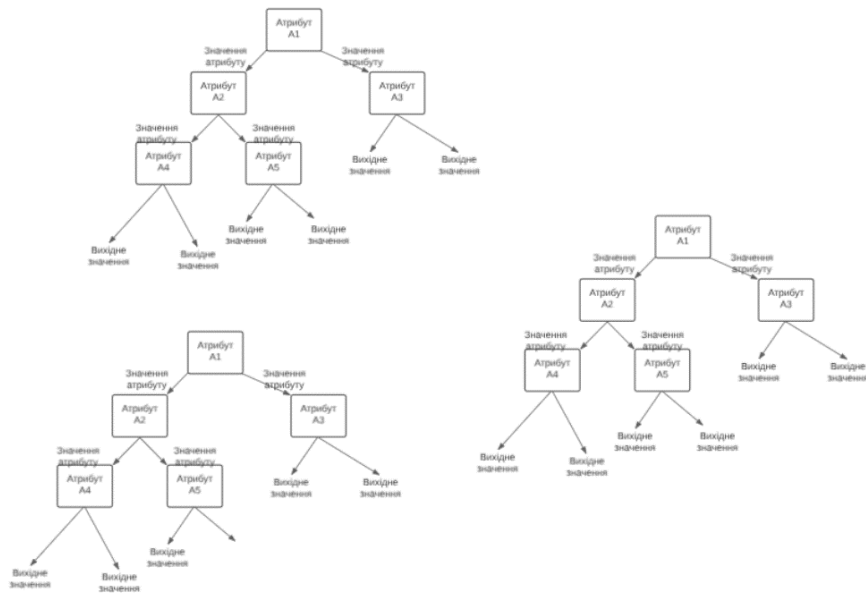 Атрибут
А1
Значення
атрибуту
Значення
атрибуту
Атрибут
А2
Атрибут
А3
Значення
атрибуту
Значення
атрибуту
Атрибут
А4
Атрибут
А5
Вихідне
значення
Вихідне
значення
Вихідне
значення
Вихідне
значення
Вихідне
значення
Вихідне
значення
Атрибут
А1
Значення
атрибуту
Значення
атрибуту
Атрибут
А2
Атрибут
А3
Значення
атрибуту
Значення
атрибуту
Атрибут
А4
Атрибут
А5
Вихідне
значення
Вихідне
значення
Вихідне
значення
Вихідне
значення
Вихідне
значення
Вихідне
значення
Атрибут
А1
Значення
атрибуту
Значення
атрибуту
Атрибут
А2
Атрибут
А3
Значення
атрибуту
Значення
атрибуту
Атрибут
А4
Атрибут
А5
Вихідне
значення
Вихідне
значення
Вихідне
значення
Вихідне
значення
Вихідне
значення